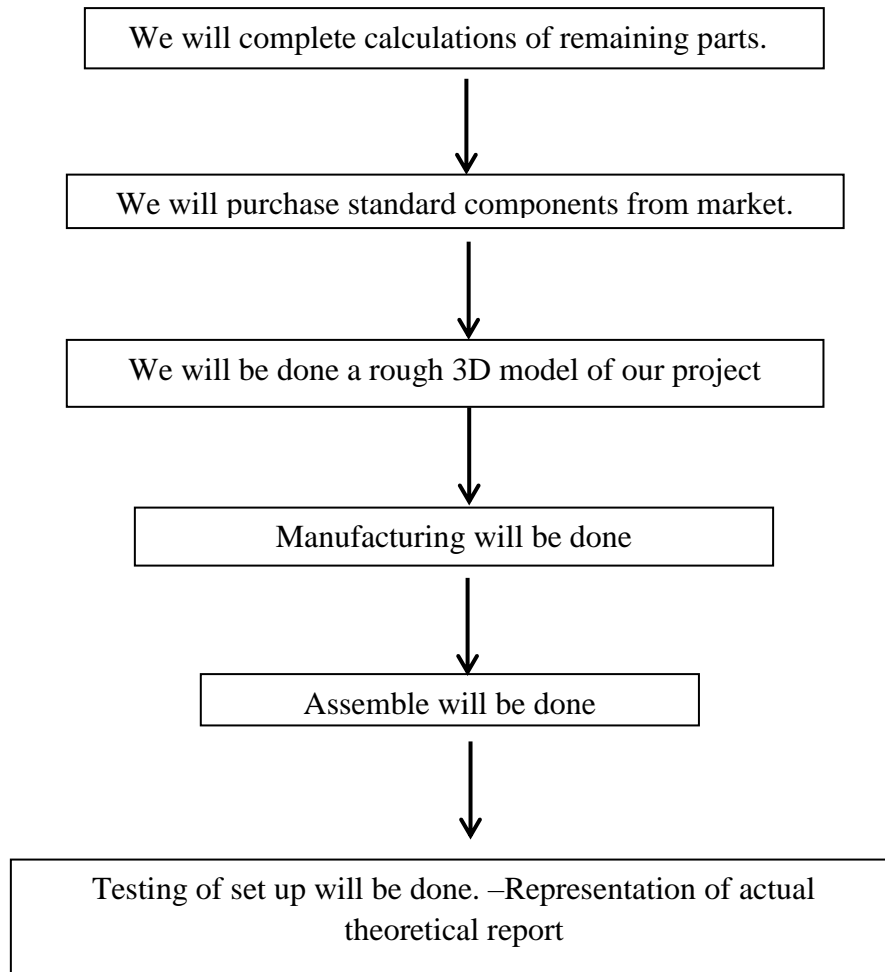 We will complete calculations of remaining parts.
We will purchase standard components from market.
We will be done a rough 3D model of our project
Manufacturing will be done
Assemble will be done
Testing of set up will be done. –Representation of actual
theoretical report